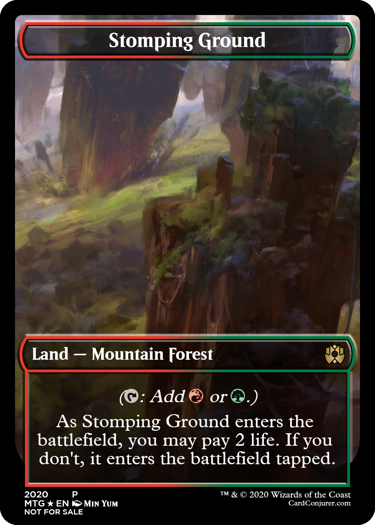 Stomping Ground
Land — Mountain Forest
(: Add or .)
As Stomping Ground enters the
battlefield, you may pay 2 life. If you
don't, it enters the battlefield tapped.
2020 P
MTG ★ EN Min Yum
NOT FOR SALE
™ & © 2020 Wizards of the Coast
CardConjurer.com